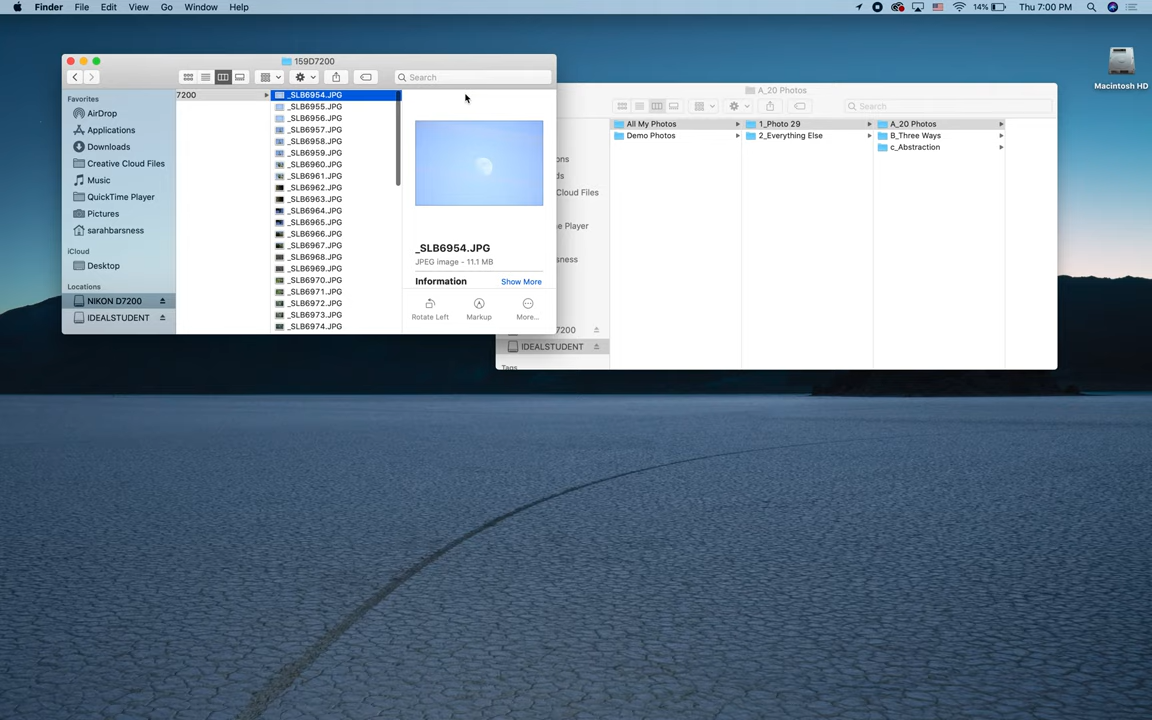 Finder File Edit View Go Window Help
14% Thu 7:00 PM
Macintosh HD
159D7200
Search
Favorites
AirDrop
Applications
Downloads
Creative Cloud Files
Music
QuickTime Player
Pictures
sarahbarsness
iCloud
Desktop
Locations
NIKON D7200
IDEALSTUDENT
7200
_SLB6954.JPG
_SLB6955.JPG
_SLB6956.JPG
_SLB6957.JPG
_SLB6958.JPG
_SLB6959.JPG
_SLB6960.JPG
_SLB6961.JPG
_SLB6962.JPG
_SLB6963.JPG
_SLB6964.JPG
_SLB6965.JPG
_SLB6966.JPG
_SLB6967.JPG
_SLB6968.JPG
_SLB6969.JPG
_SLB6970.JPG
_SLB6971.JPG
_SLB6972.JPG
_SLB6973.JPG
_SLB6974.JPG
_SLB6954.JPG
JPEG image - 11.1 MB
Information Show More
Rotate Left Markup More...
A_20 Photos
Search
ons
ds
Cloud Files
e Player
ness
7200
IDEALSTUDENT
Tags
All My Photos
Demo Photos
1_Photo 29
2_Everything Else
A_20 Photos
B_Three Ways
c_Abstraction